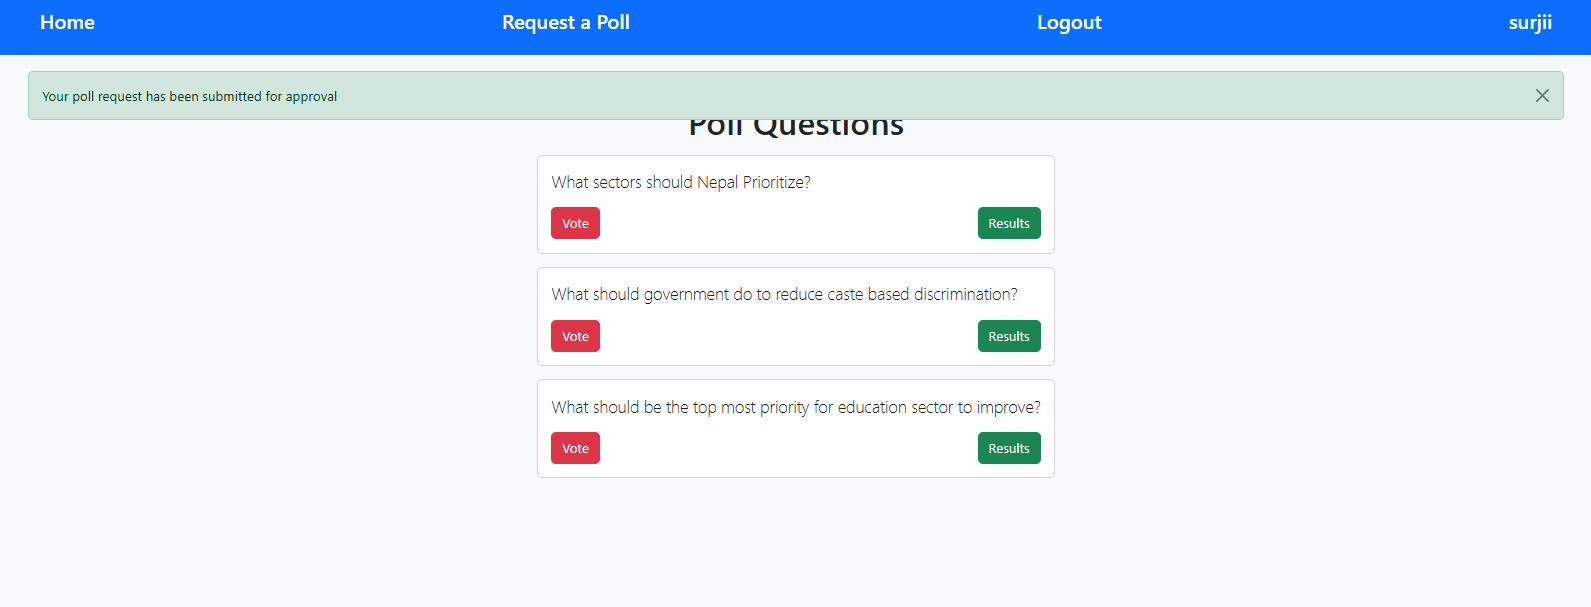 Home Request a Poll Logout surjii
Your poll request has been submitted for approval
Poll Questions
What sectors should Nepal Prioritize?
Vote Results
What should government do to reduce caste based discrimination?
Vote Results
What should be the top most priority for education sector to improve?
Vote Results